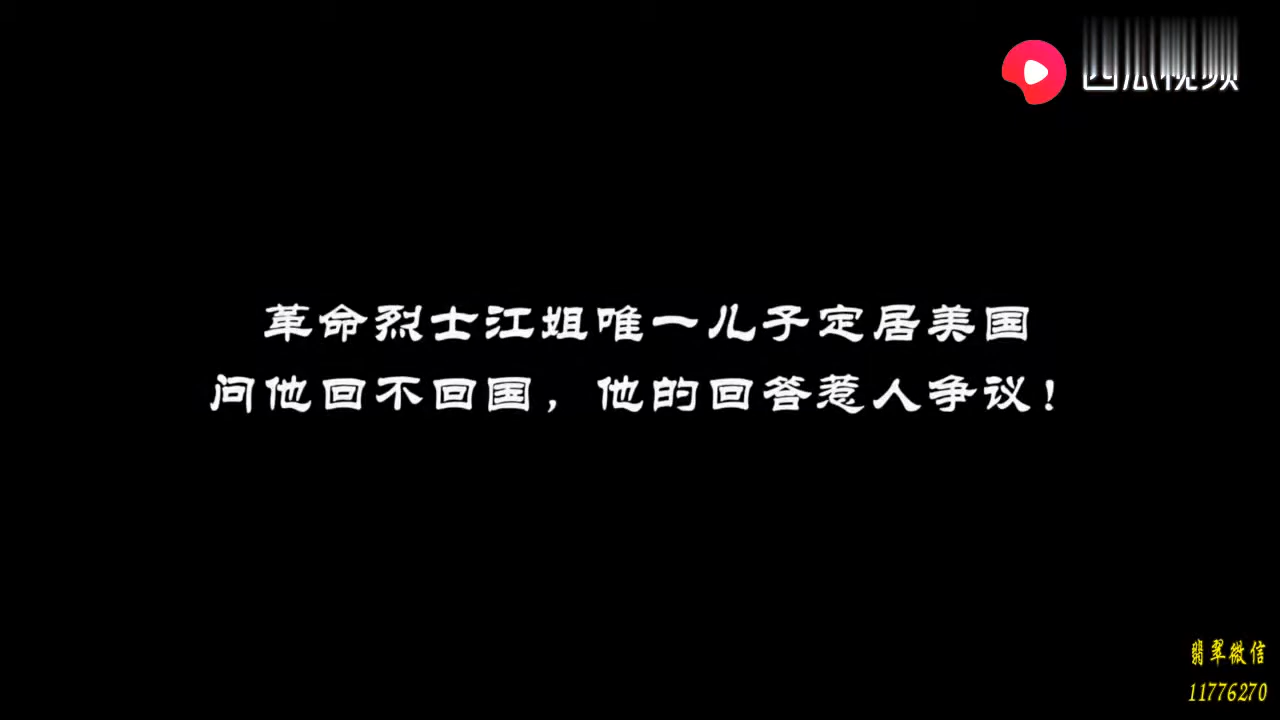 西瓜视频
革命烈士江姐唯一儿子定居美国
问他回不回国，他的回答惹人争议！
翡翠微信
11776270